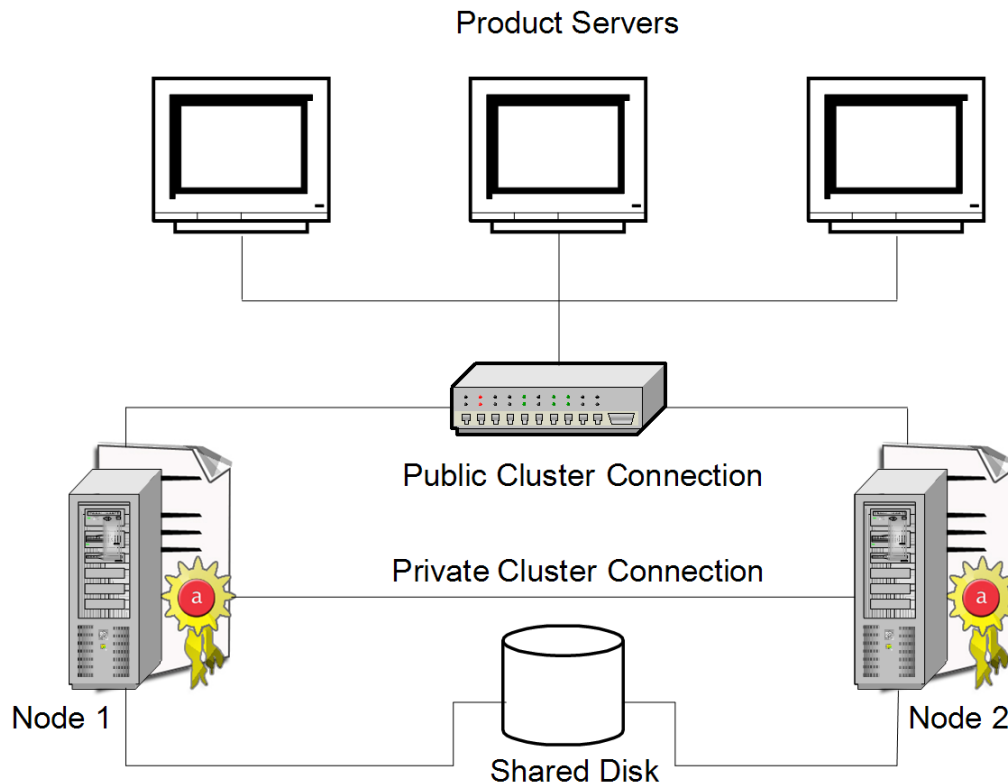 Product Servers
Public Cluster Connection
Private Cluster Connection
a
a
Node 1
Node 2
Shared Disk